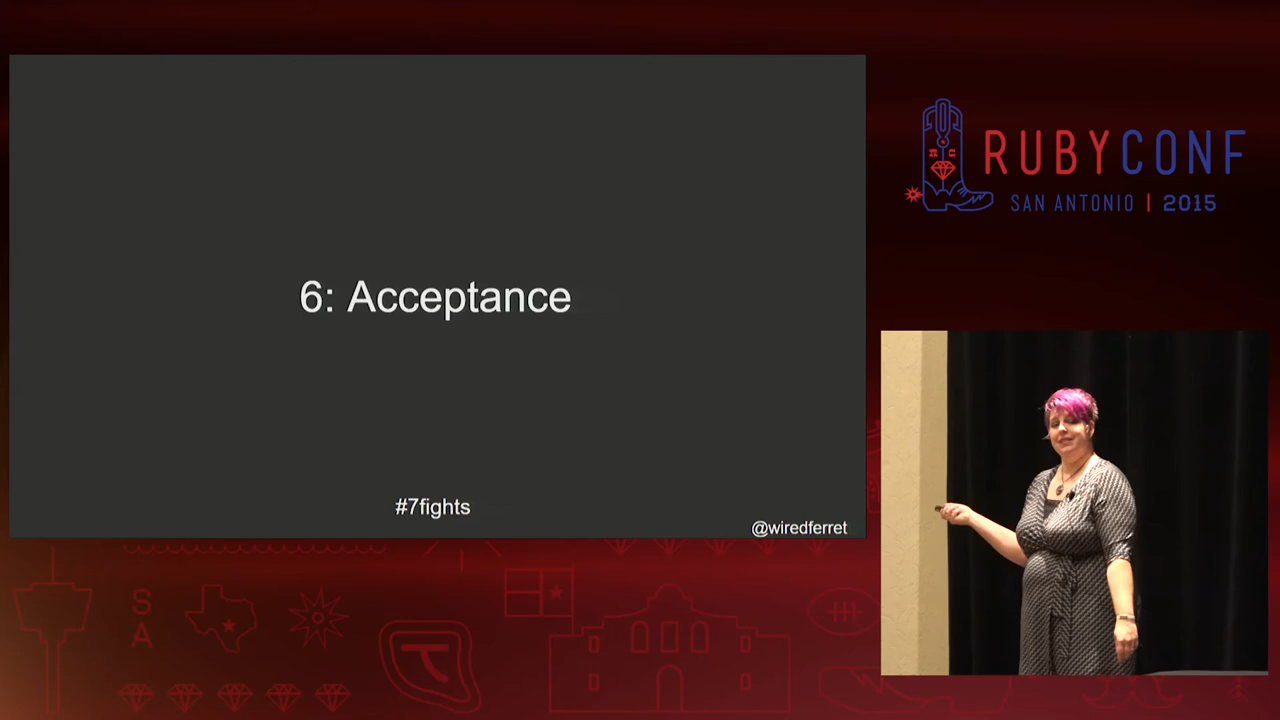 6: Acceptance
#7fights
@wiredferret
RUBYCONF
SAN ANTONIO | 2015
S
A